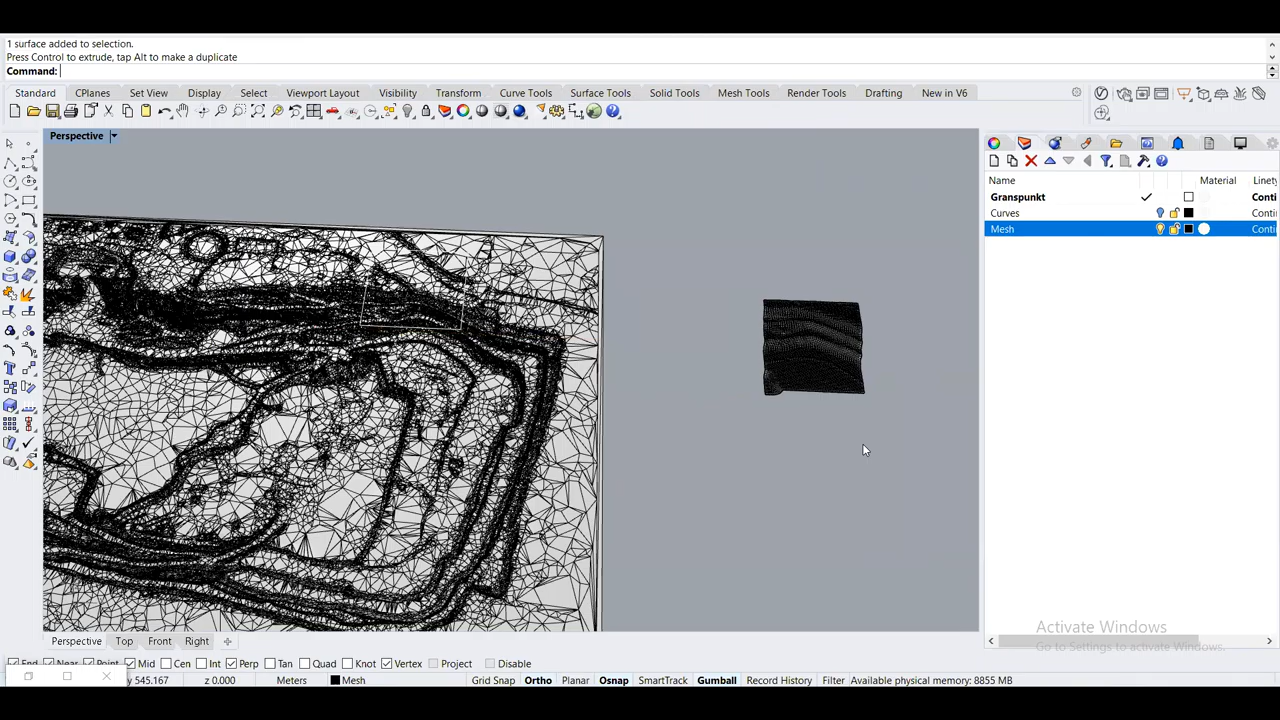 1 surface added to selection.
Press Control to extrude, tap Alt to make a duplicate
Command:
Standard CPlanes Set View Display Select Viewport Layout Visibility Transform Curve Tools Surface Tools Solid Tools Mesh Tools Render Tools Drafting New in V6
Perspective
Name Material Linety
Granspunkt Conti
Curves Conti
Mesh Conti
Activate Windows
Go to Settings to activate Windows.
Perspective Top Front Right
End Near Point Mid Cen Int Perp Tan Quad Knot Vertex Project Disable
y 545.167 z 0.000 Meters Mesh Grid Snap Ortho Planar Osnap SmartTrack Gumball Record History Filter Available physical memory: 8855 MB